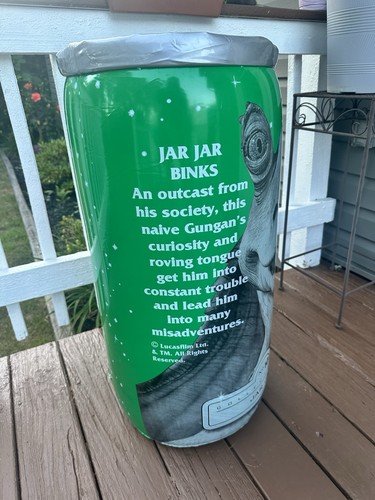 JAR JAR
BINKS
An outcast from
his society, this
naive Gungan's
curiosity and
roving tongue
get him into
constant trouble
and lead him
into many
misadventures.
© Lucasfilm Ltd.
& TM. All Rights
Reserved.